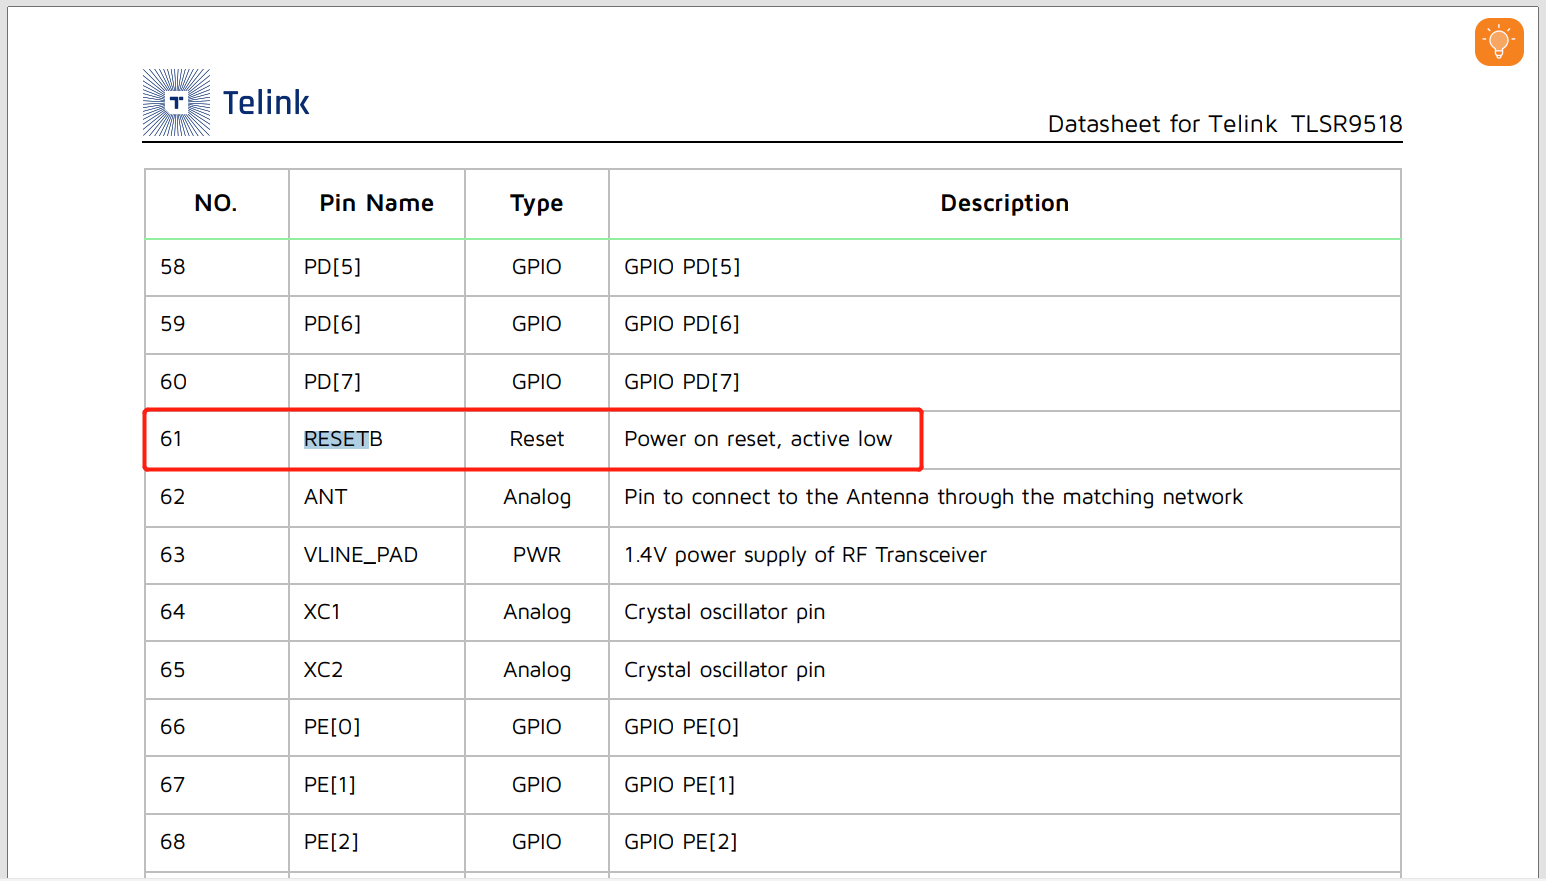 Telink
Datasheet for Telink TLSR9518
NO. Pin Name Type Description
58 PD[5] GPIO GPIO PD[5]
59 PD[6] GPIO GPIO PD[6]
60 PD[7] GPIO GPIO PD[7]
61 RESETB Reset Power on reset, active low
62 ANT Analog Pin to connect to the Antenna through the matching network
63 VLINE_PAD PWR 1.4V power supply of RF Transceiver
64 XC1 Analog Crystal oscillator pin
65 XC2 Analog Crystal oscillator pin
66 PE[0] GPIO GPIO PE[0]
67 PE[1] GPIO GPIO PE[1]
68 PE[2] GPIO GPIO PE[2]